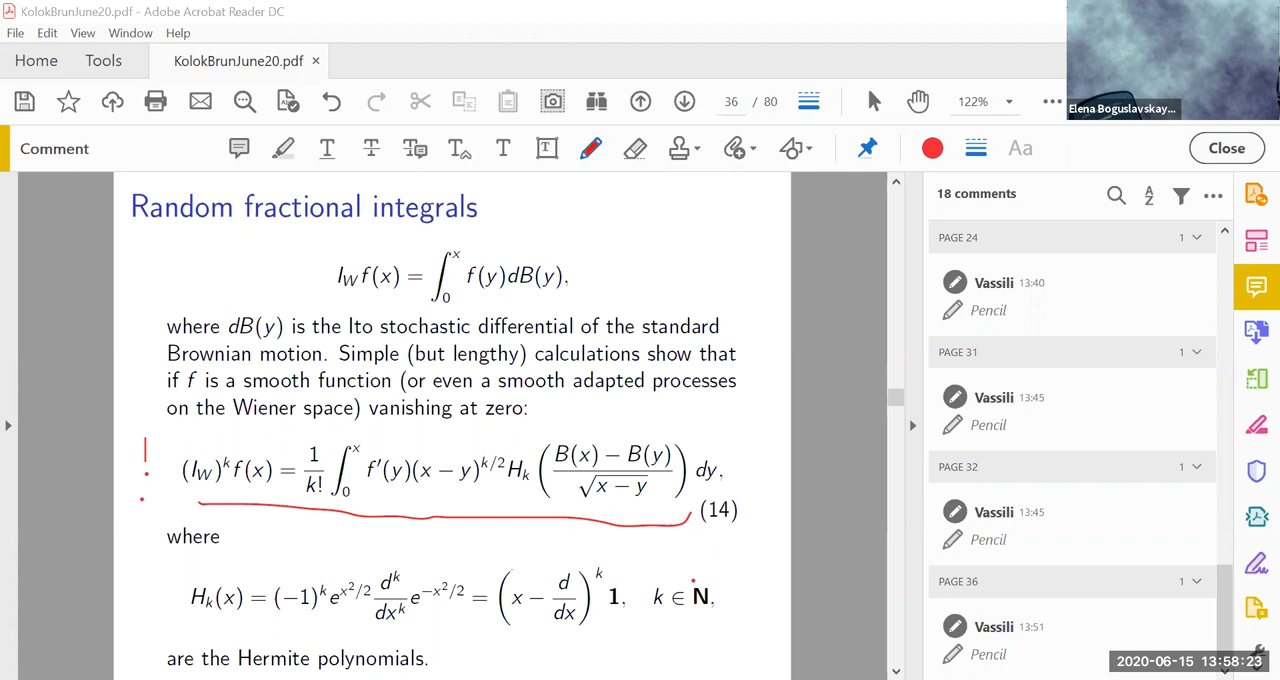 KolokBrunJune20.pdf - Adobe Acrobat Reader DC
File Edit View Window Help
Home Tools KolokBrunJune20.pdf ×
36 / 80 122%
Elena Boguslavskay...
Comment
Aa
Close
Random fractional integrals
I_W f(x) = ∫_0^x f(y)dB(y),
where dB(y) is the Ito stochastic differential of the standard
Brownian motion. Simple (but lengthy) calculations show that
if f is a smooth function (or even a smooth adapted processes
on the Wiener space) vanishing at zero:
(I_W)^k f(x) = 1/k! ∫_0^x f′(y)(x − y)^{k/2} H_k ( (B(x) − B(y)) / √(x − y) ) dy,
(14)
where
H_k(x) = (−1)^k e^{x²/2} d^k/dx^k e^{−x²/2} = ( x − d/dx )^k 1, k ∈ N,
are the Hermite polynomials.
18 comments
PAGE 24 1
Vassili 13:40
Pencil
PAGE 31 1
Vassili 13:45
Pencil
PAGE 32 1
Vassili 13:45
Pencil
PAGE 36 1
Vassili 13:51
Pencil
2020-06-15 13:58:23